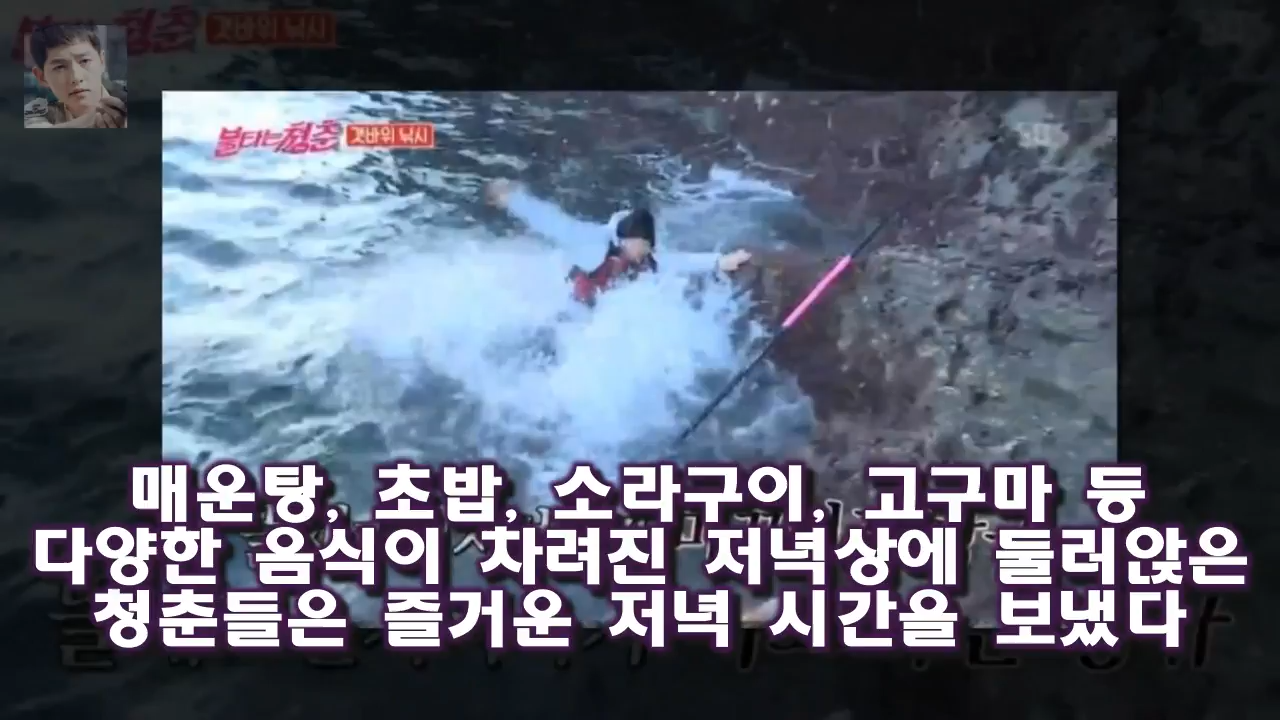 불타는청춘 갯바위 낚시
매운탕, 초밥, 소라구이, 고구마 등
다양한 음식이 차려진 저녁상에 둘러앉은
청춘들은 즐거운 저녁 시간을 보냈다